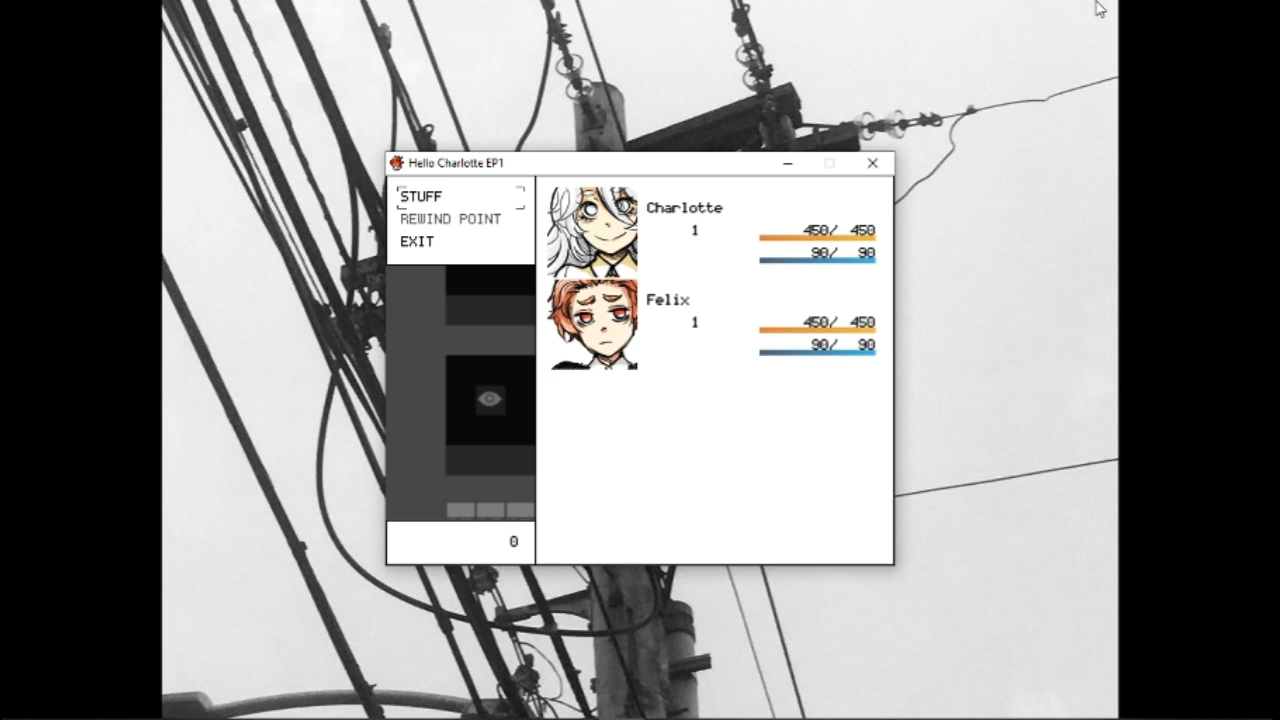 Hello Charlotte EP1
STUFF
REWIND POINT
EXIT
0
Charlotte
1
450/ 450
90/ 90
Felix
1
450/ 450
90/ 90